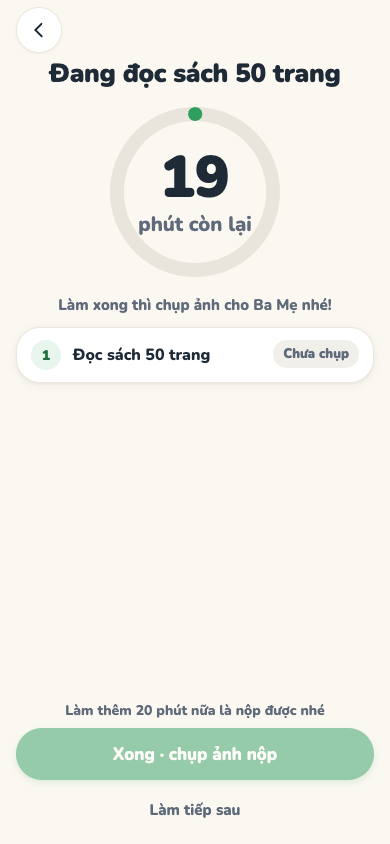 Đang đọc sách 50 trang
19
phút còn lại
Làm xong thì chụp ảnh cho Ba Mẹ nhé!
1 Đọc sách 50 trang Chưa chụp
Làm thêm 20 phút nữa là nộp được nhé
Xong · chụp ảnh nộp
Làm tiếp sau